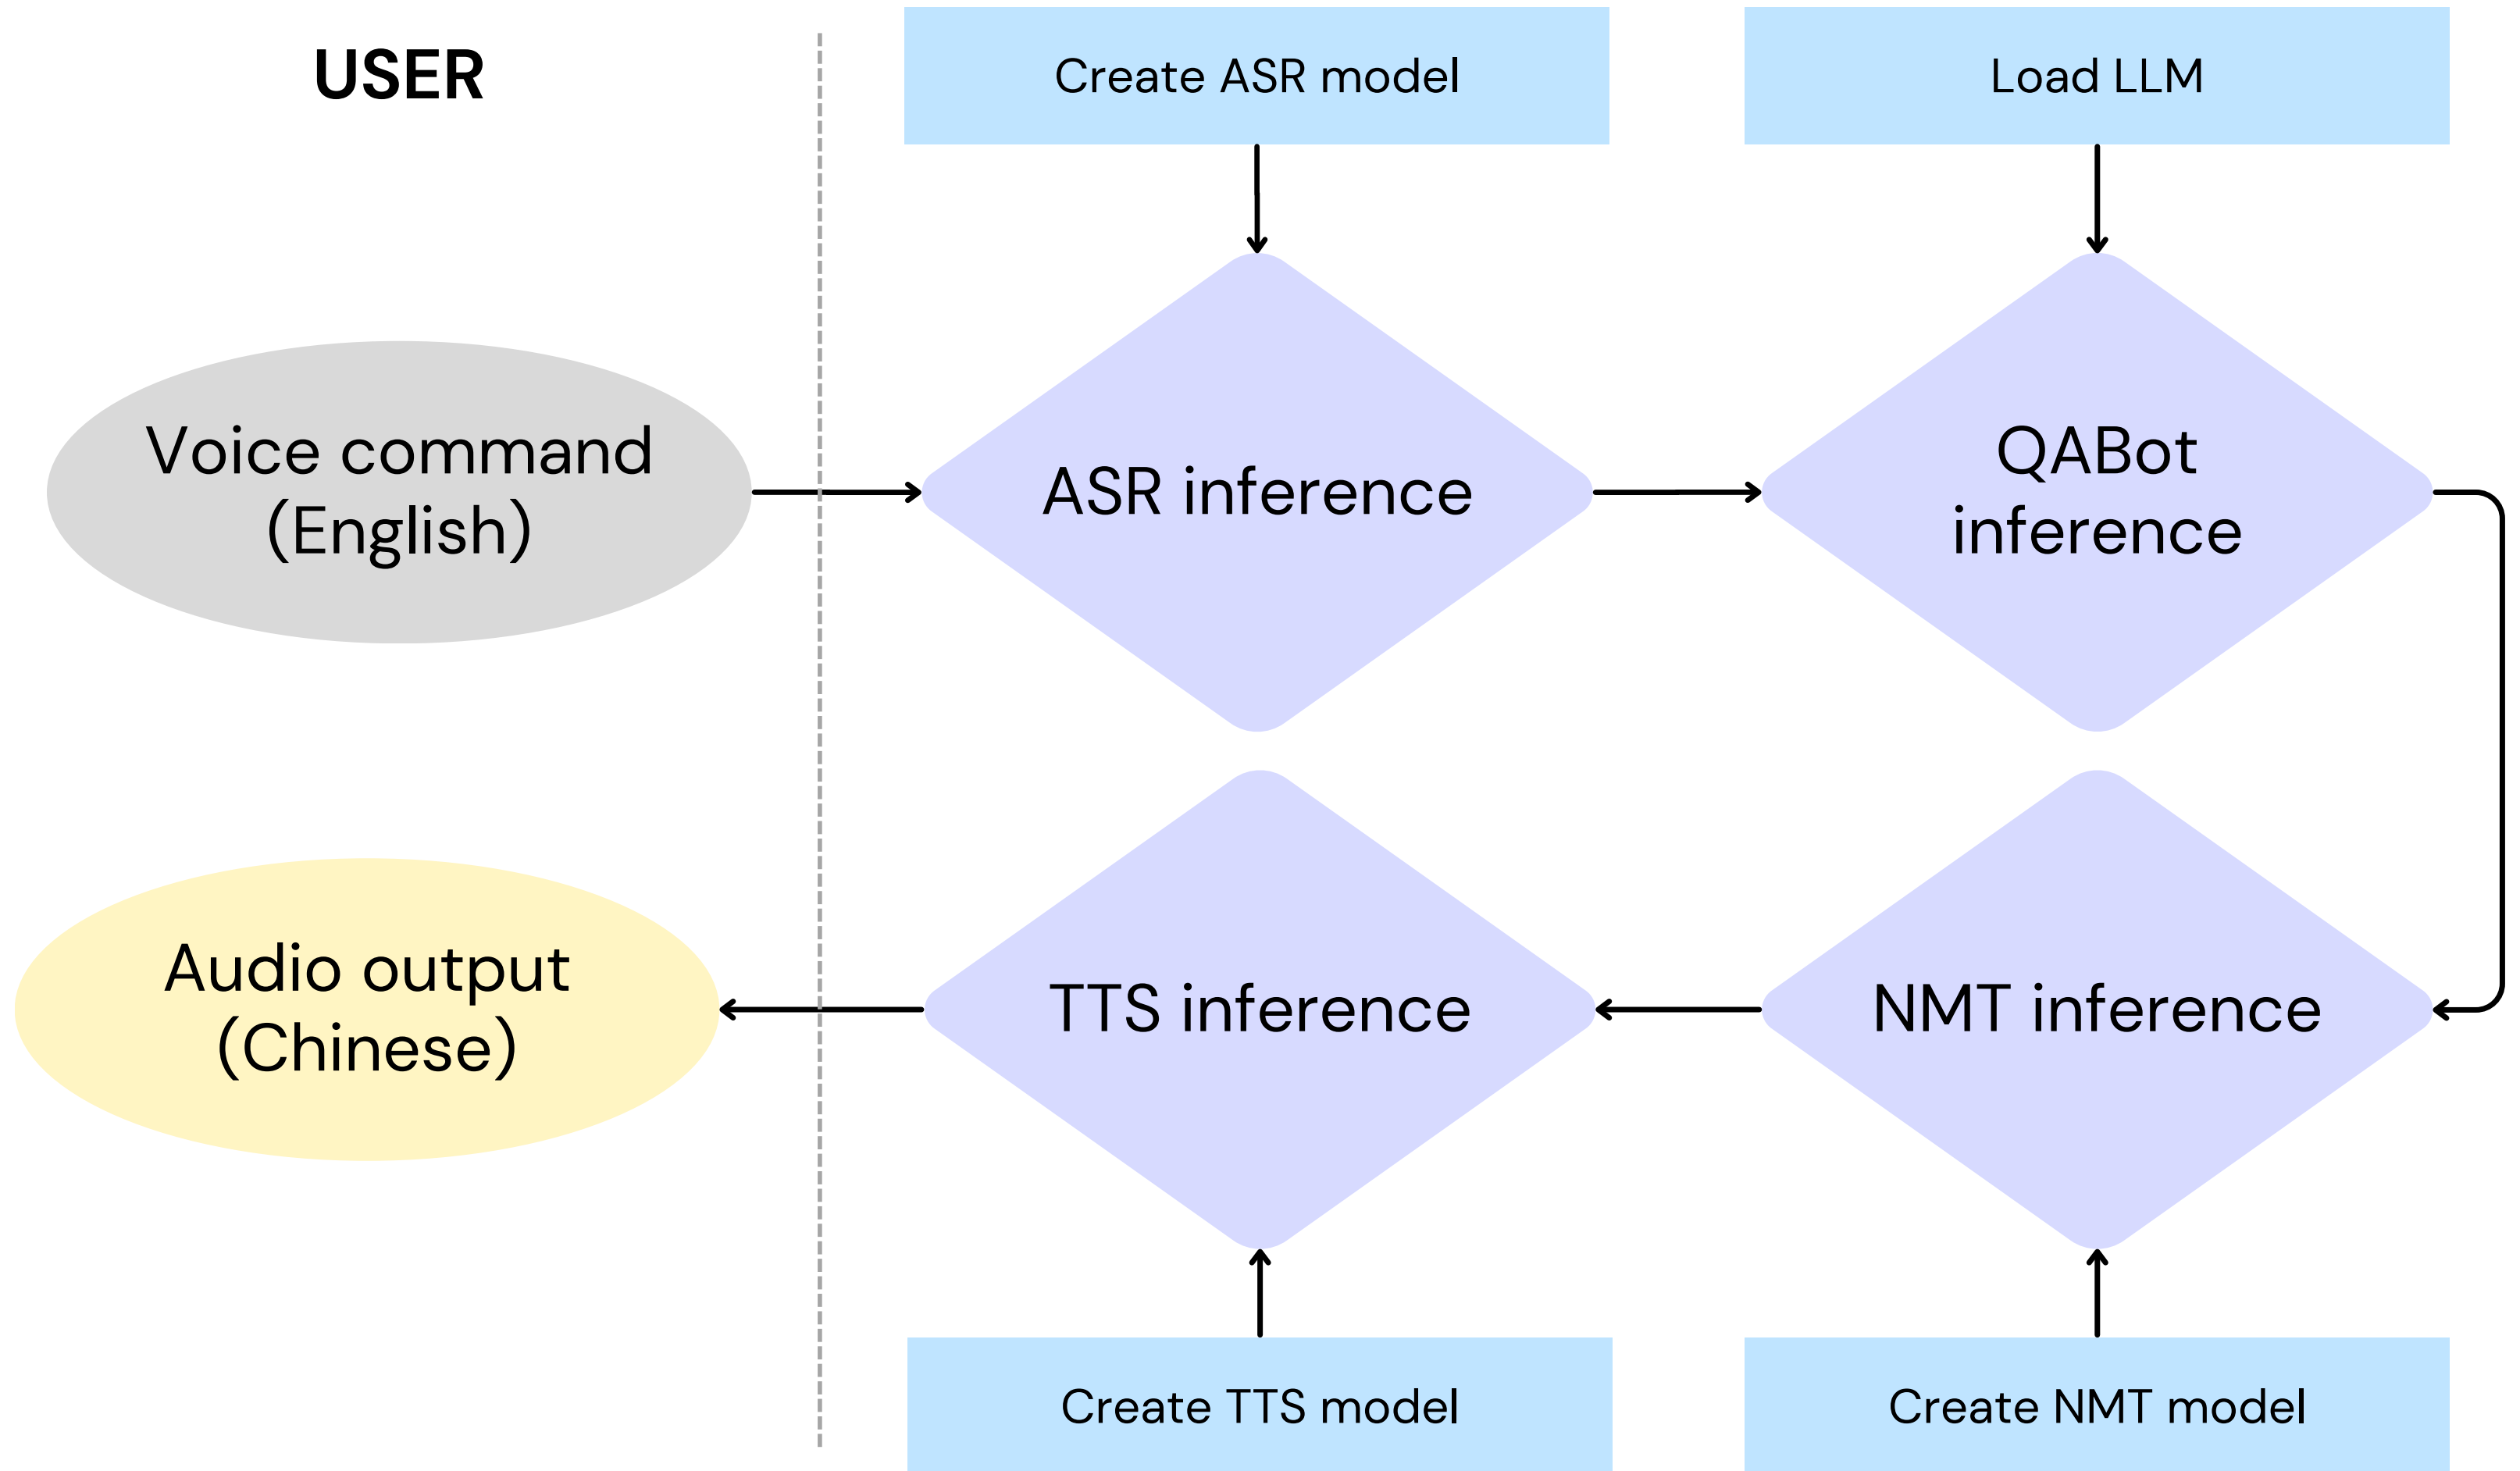 USER
Create ASR model
Load LLM
Voice command
(English)
ASR inference
QABot
inference
Audio output
(Chinese)
TTS inference
NMT inference
Create TTS model
Create NMT model